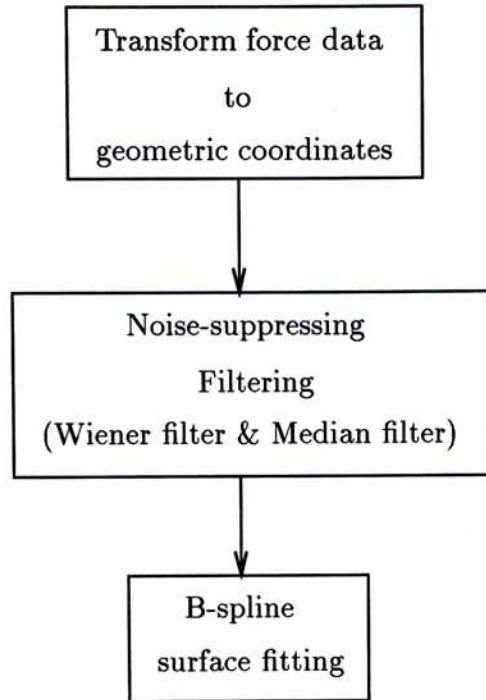 Transform force data
to
geometric coordinates
Noise-suppressing
Filtering
(Wiener filter & Median filter)
B-spline
surface fitting